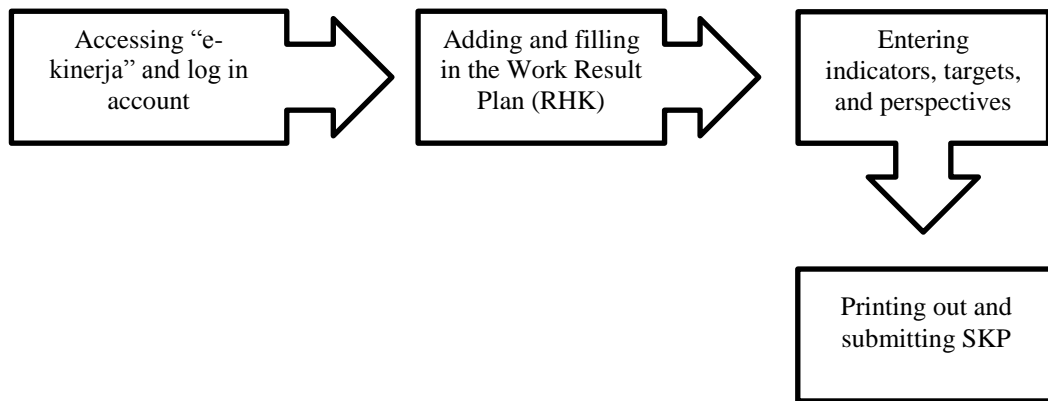 Accessing “e-
kinerja” and log in
account
Adding and filling
in the Work Result
Plan (RHK)
Entering
indicators, targets,
and perspectives
Printing out and
submitting SKP